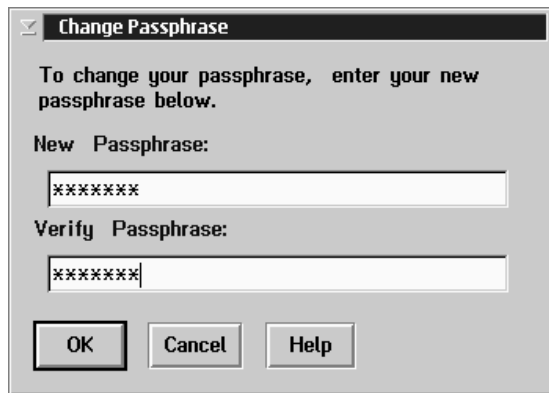 Change Passphrase
To change your passphrase, enter your new
passphrase below.
New Passphrase:
*******
Verify Passphrase:
*******
OK Cancel Help